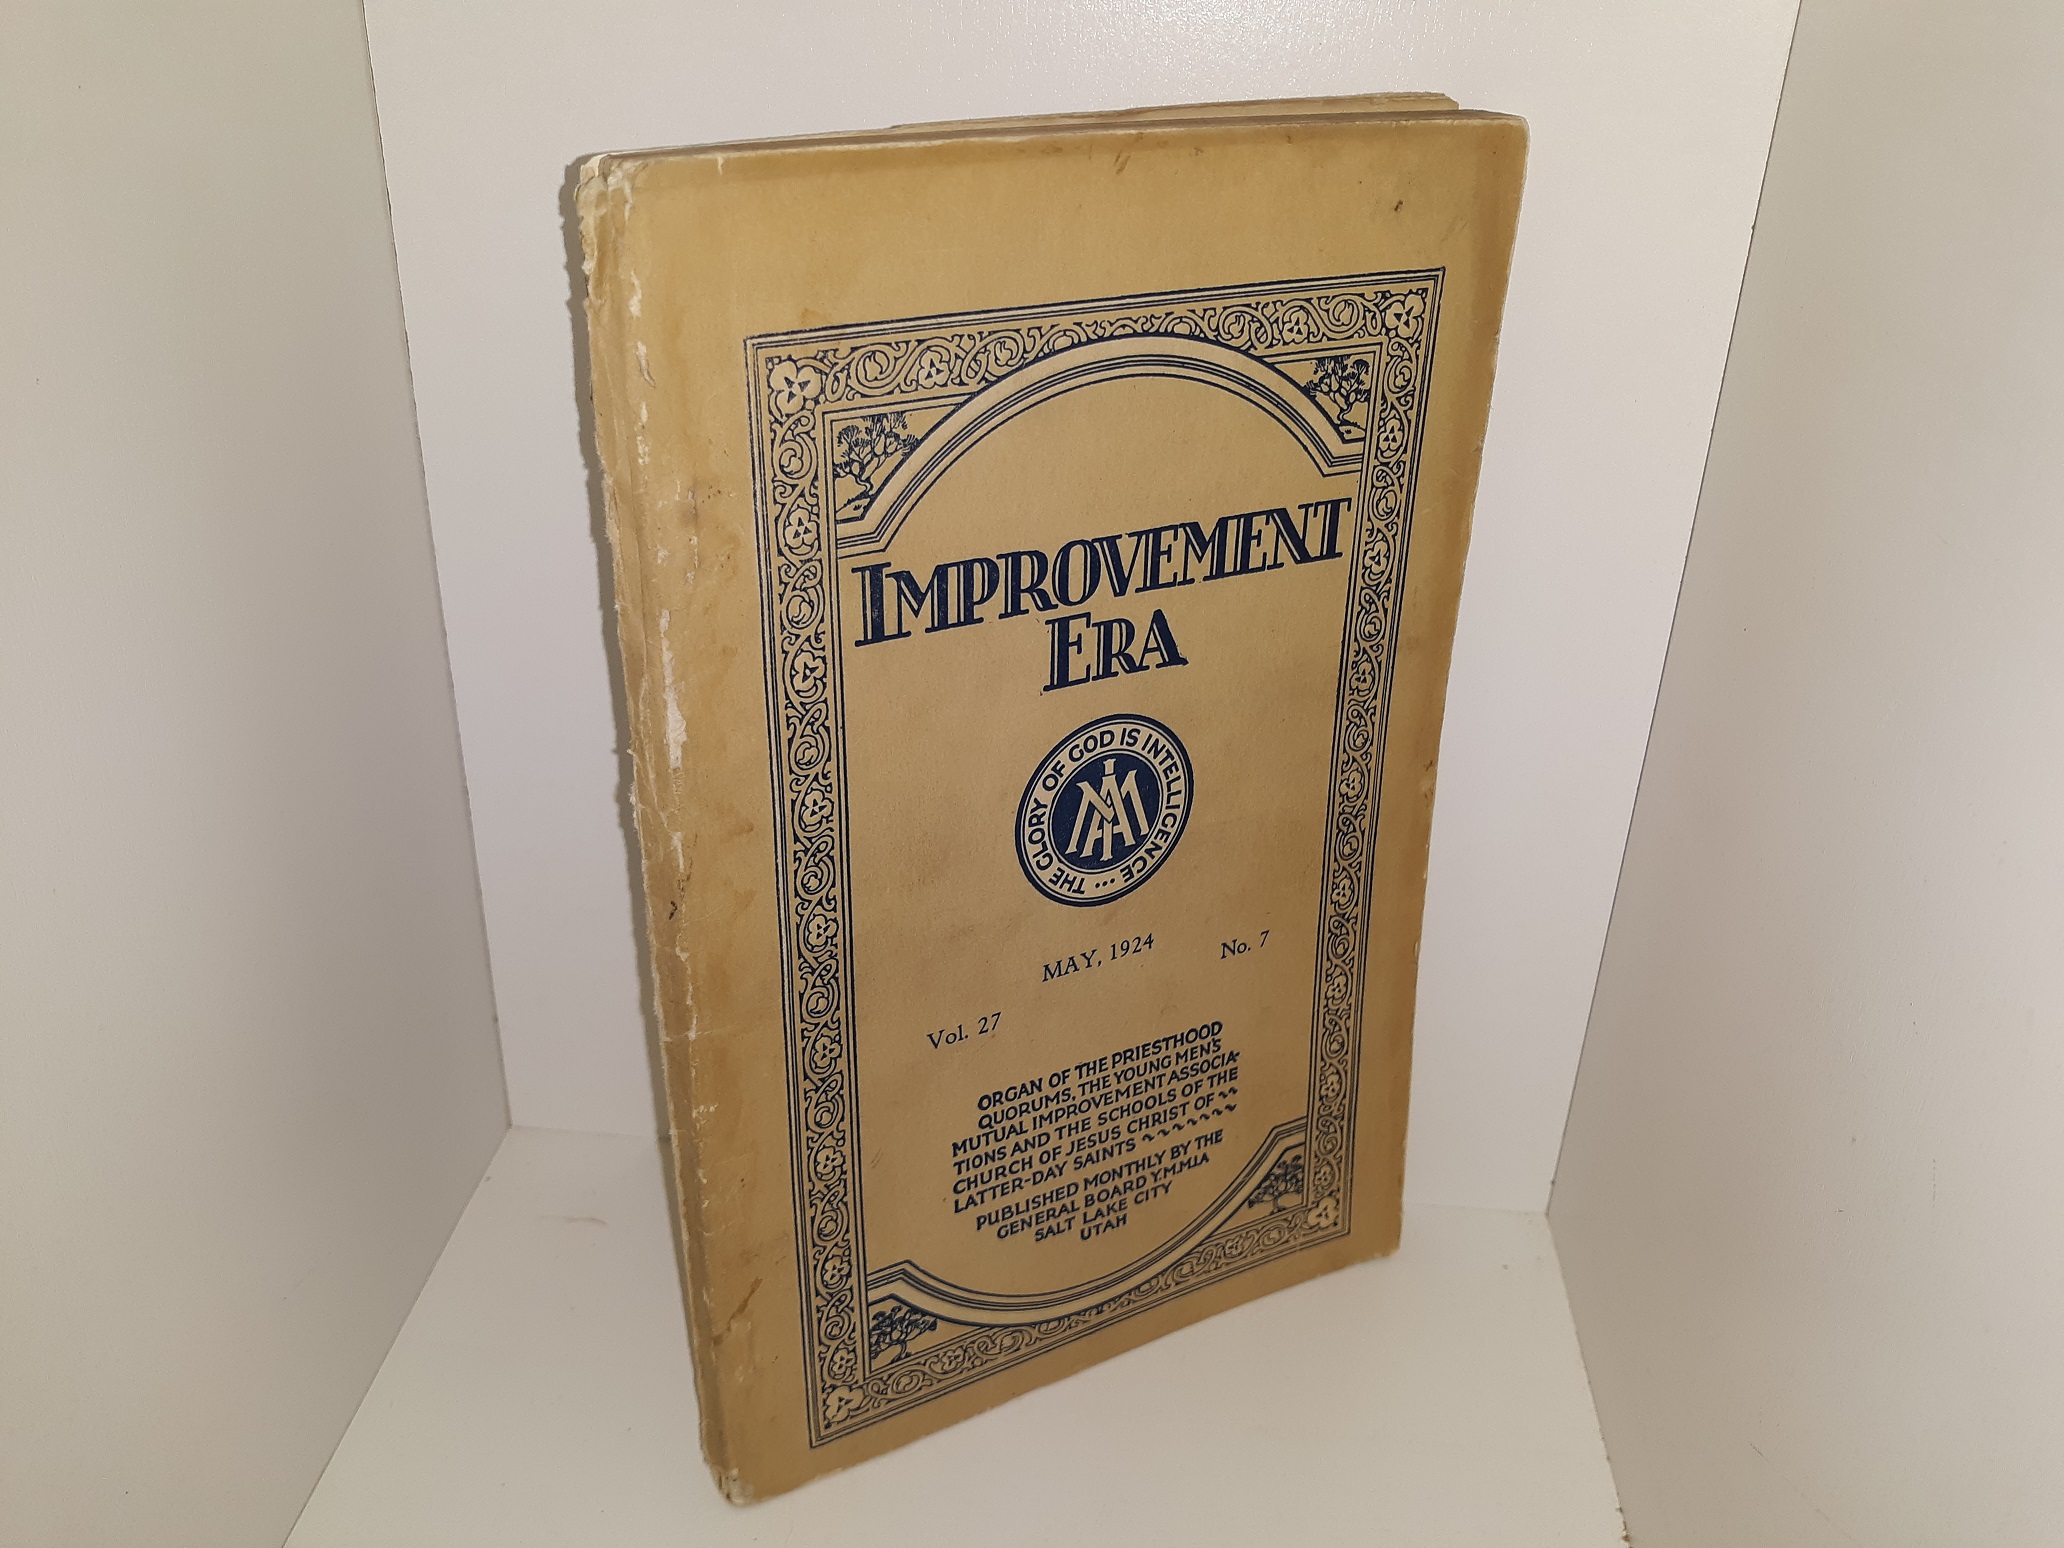 IMPROVEMENT
ERA
THE GLORY OF GOD IS INTELLIGENCE ...
MIA
MAY, 1924
Vol. 27 No. 7
ORGAN OF THE PRIESTHOOD
QUORUMS, THE YOUNG MEN'S
MUTUAL IMPROVEMENT ASSOCIA-
TIONS AND THE SCHOOLS OF THE
CHURCH OF JESUS CHRIST OF ~~
LATTER-DAY SAINTS ~~~~~~~
PUBLISHED MONTHLY BY THE
GENERAL BOARD Y.M.M.I.A
SALT LAKE CITY
UTAH